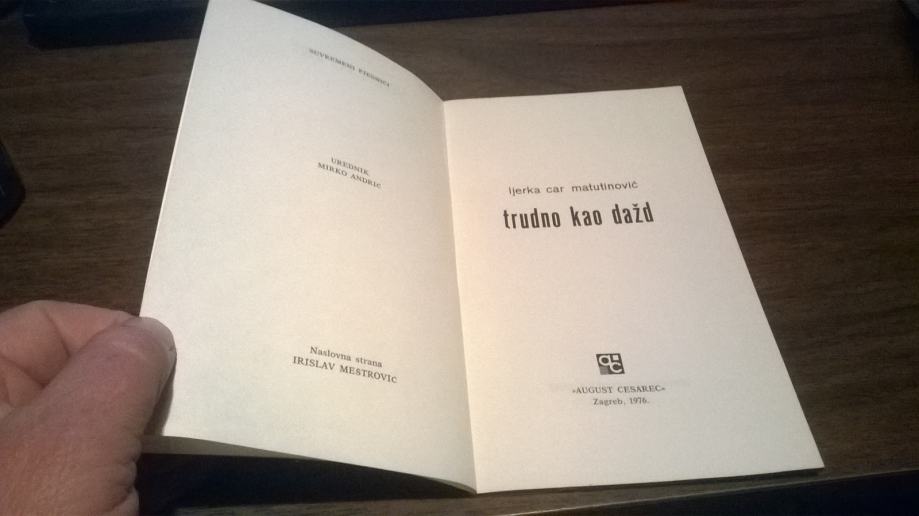 SUVREMENI PJESNICI
UREDNIK
MIRKO ANDRIĆ
Naslovna strana
IRISLAV MEŠTROVIĆ
ljerka car matutinović
trudno kao dažd
ac
»AUGUST CESAREC«
Zagreb, 1976.